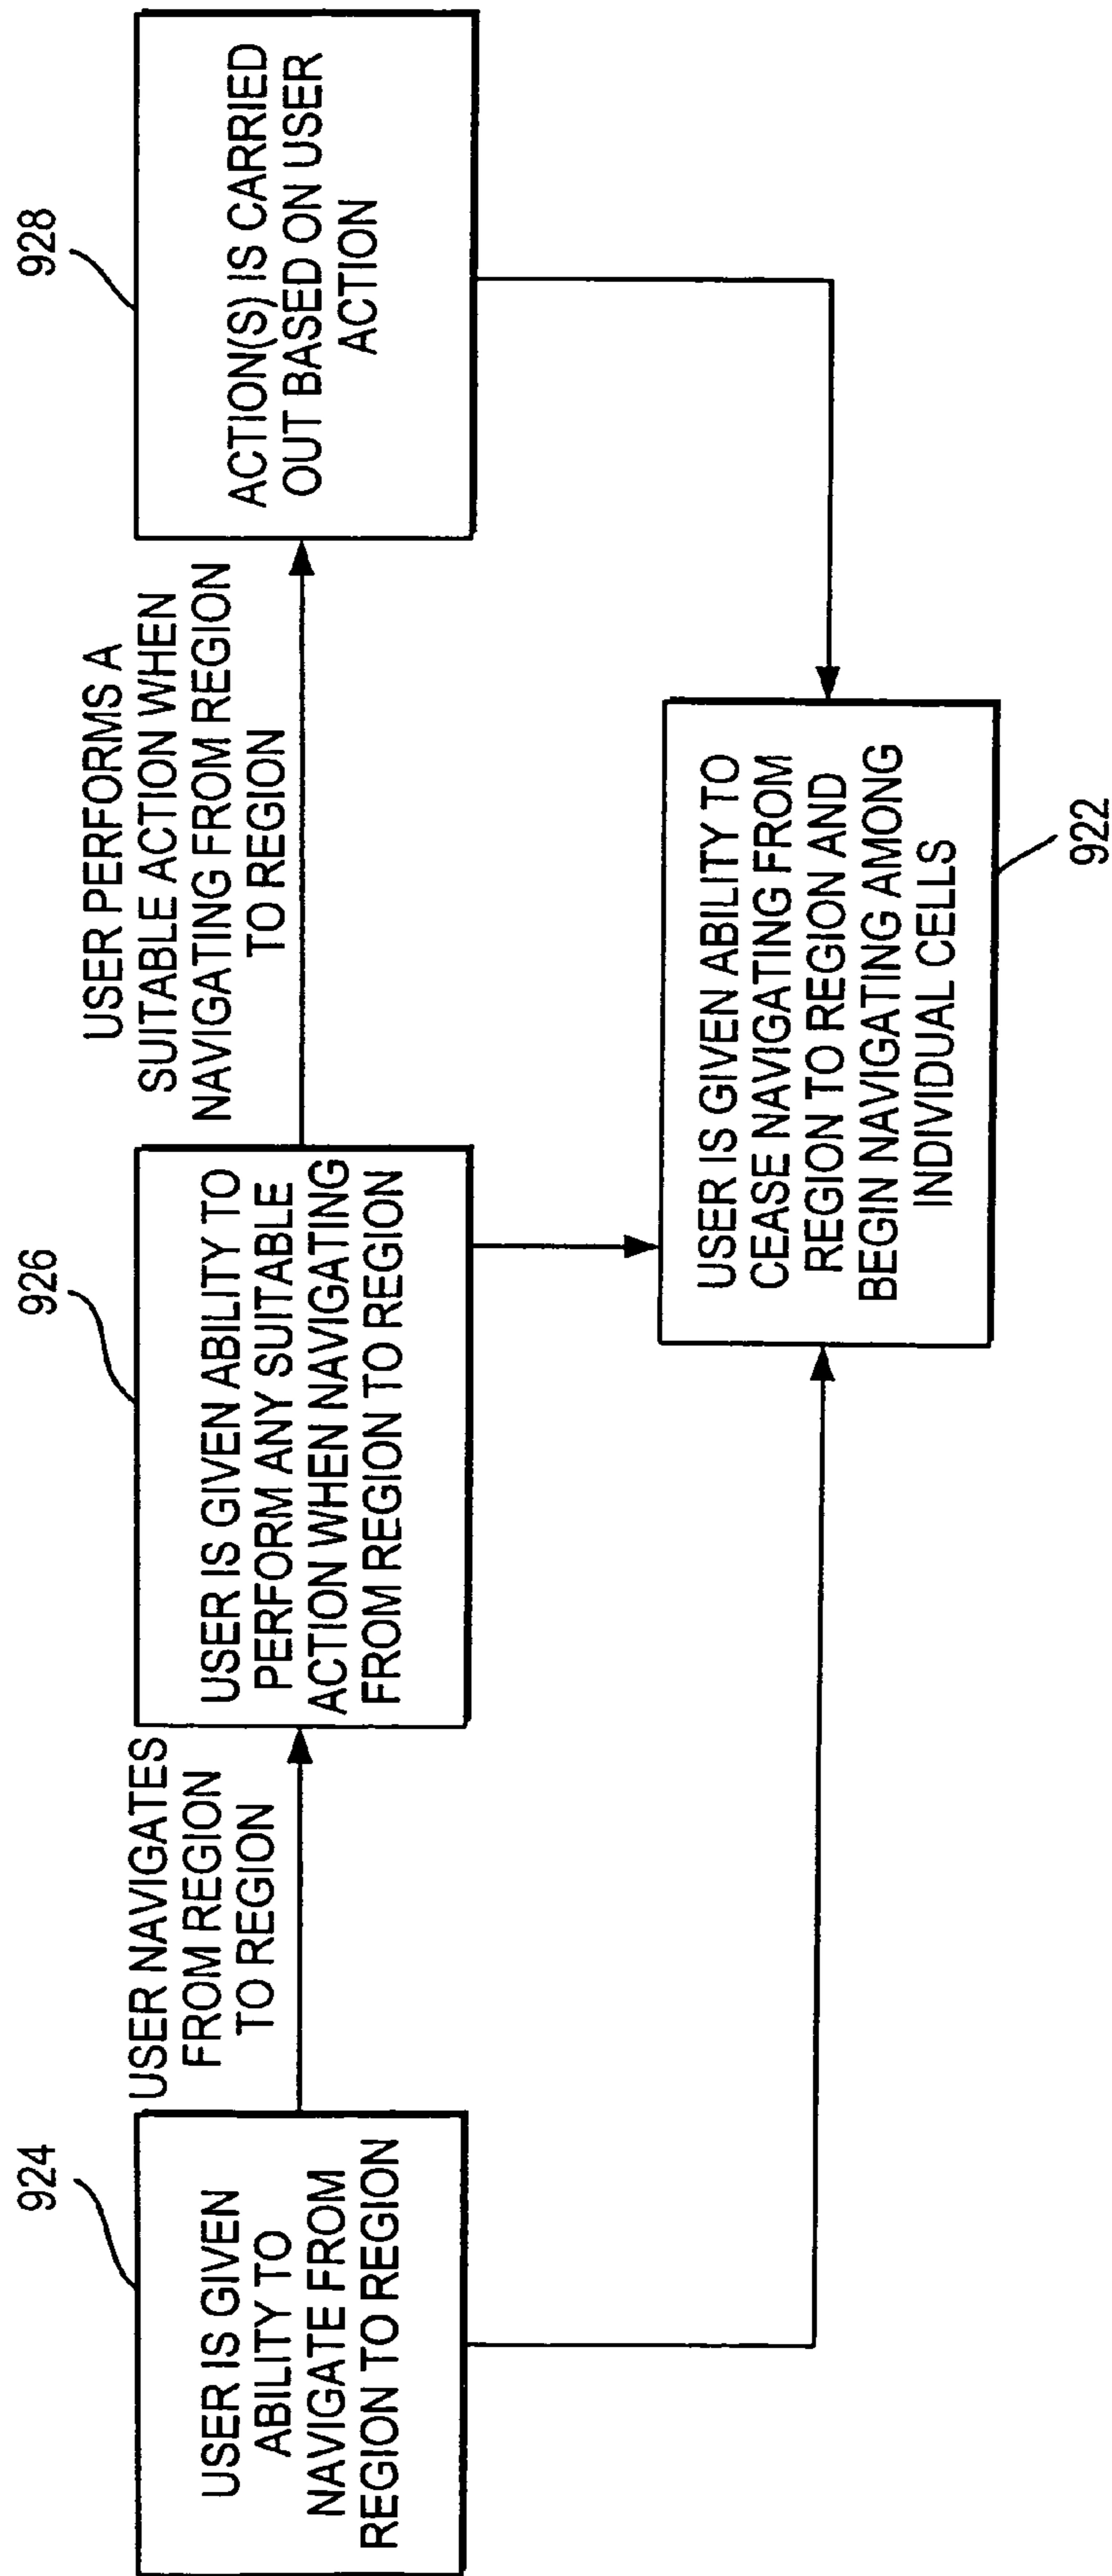 924
USER IS GIVEN
ABILITY TO
NAVIGATE FROM
REGION TO REGION
USER NAVIGATES
FROM REGION
TO REGION
926
USER IS GIVEN ABILITY TO
PERFORM ANY SUITABLE
ACTION WHEN NAVIGATING
FROM REGION TO REGION
USER PERFORMS A
SUITABLE ACTION WHEN
NAVIGATING FROM REGION
TO REGION
928
ACTION(S) IS CARRIED
OUT BASED ON USER
ACTION
USER IS GIVEN ABILITY TO
CEASE NAVIGATING FROM
REGION TO REGION AND
BEGIN NAVIGATING AMONG
INDIVIDUAL CELLS
922